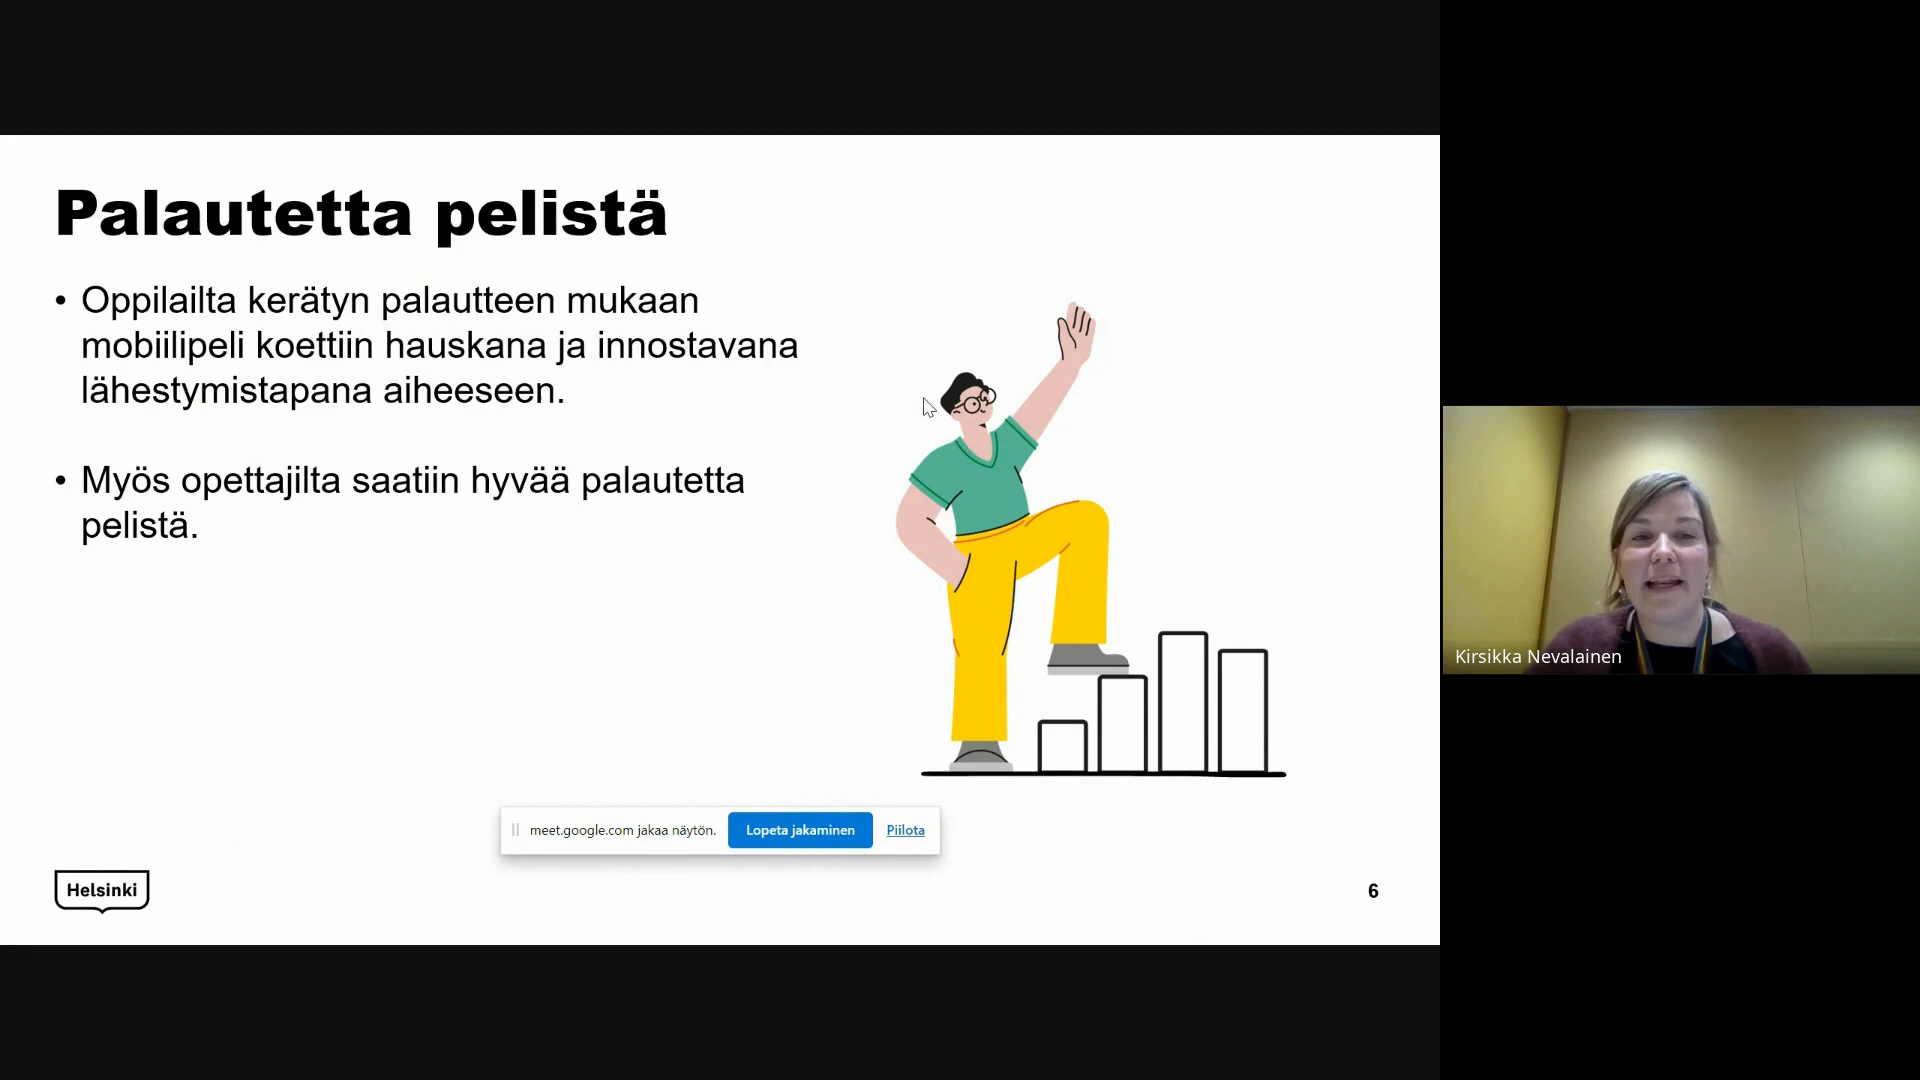 Palautetta pelistä
• Oppilailta kerätyn palautteen mukaan
mobiilipeli koettiin hauskana ja innostavana
lähestymistapana aiheeseen.
• Myös opettajilta saatiin hyvää palautetta
pelistä.
Kirsikka Nevalainen
meet.google.com jakaa näytön.
Lopeta jakaminen
Piilota
Helsinki
6